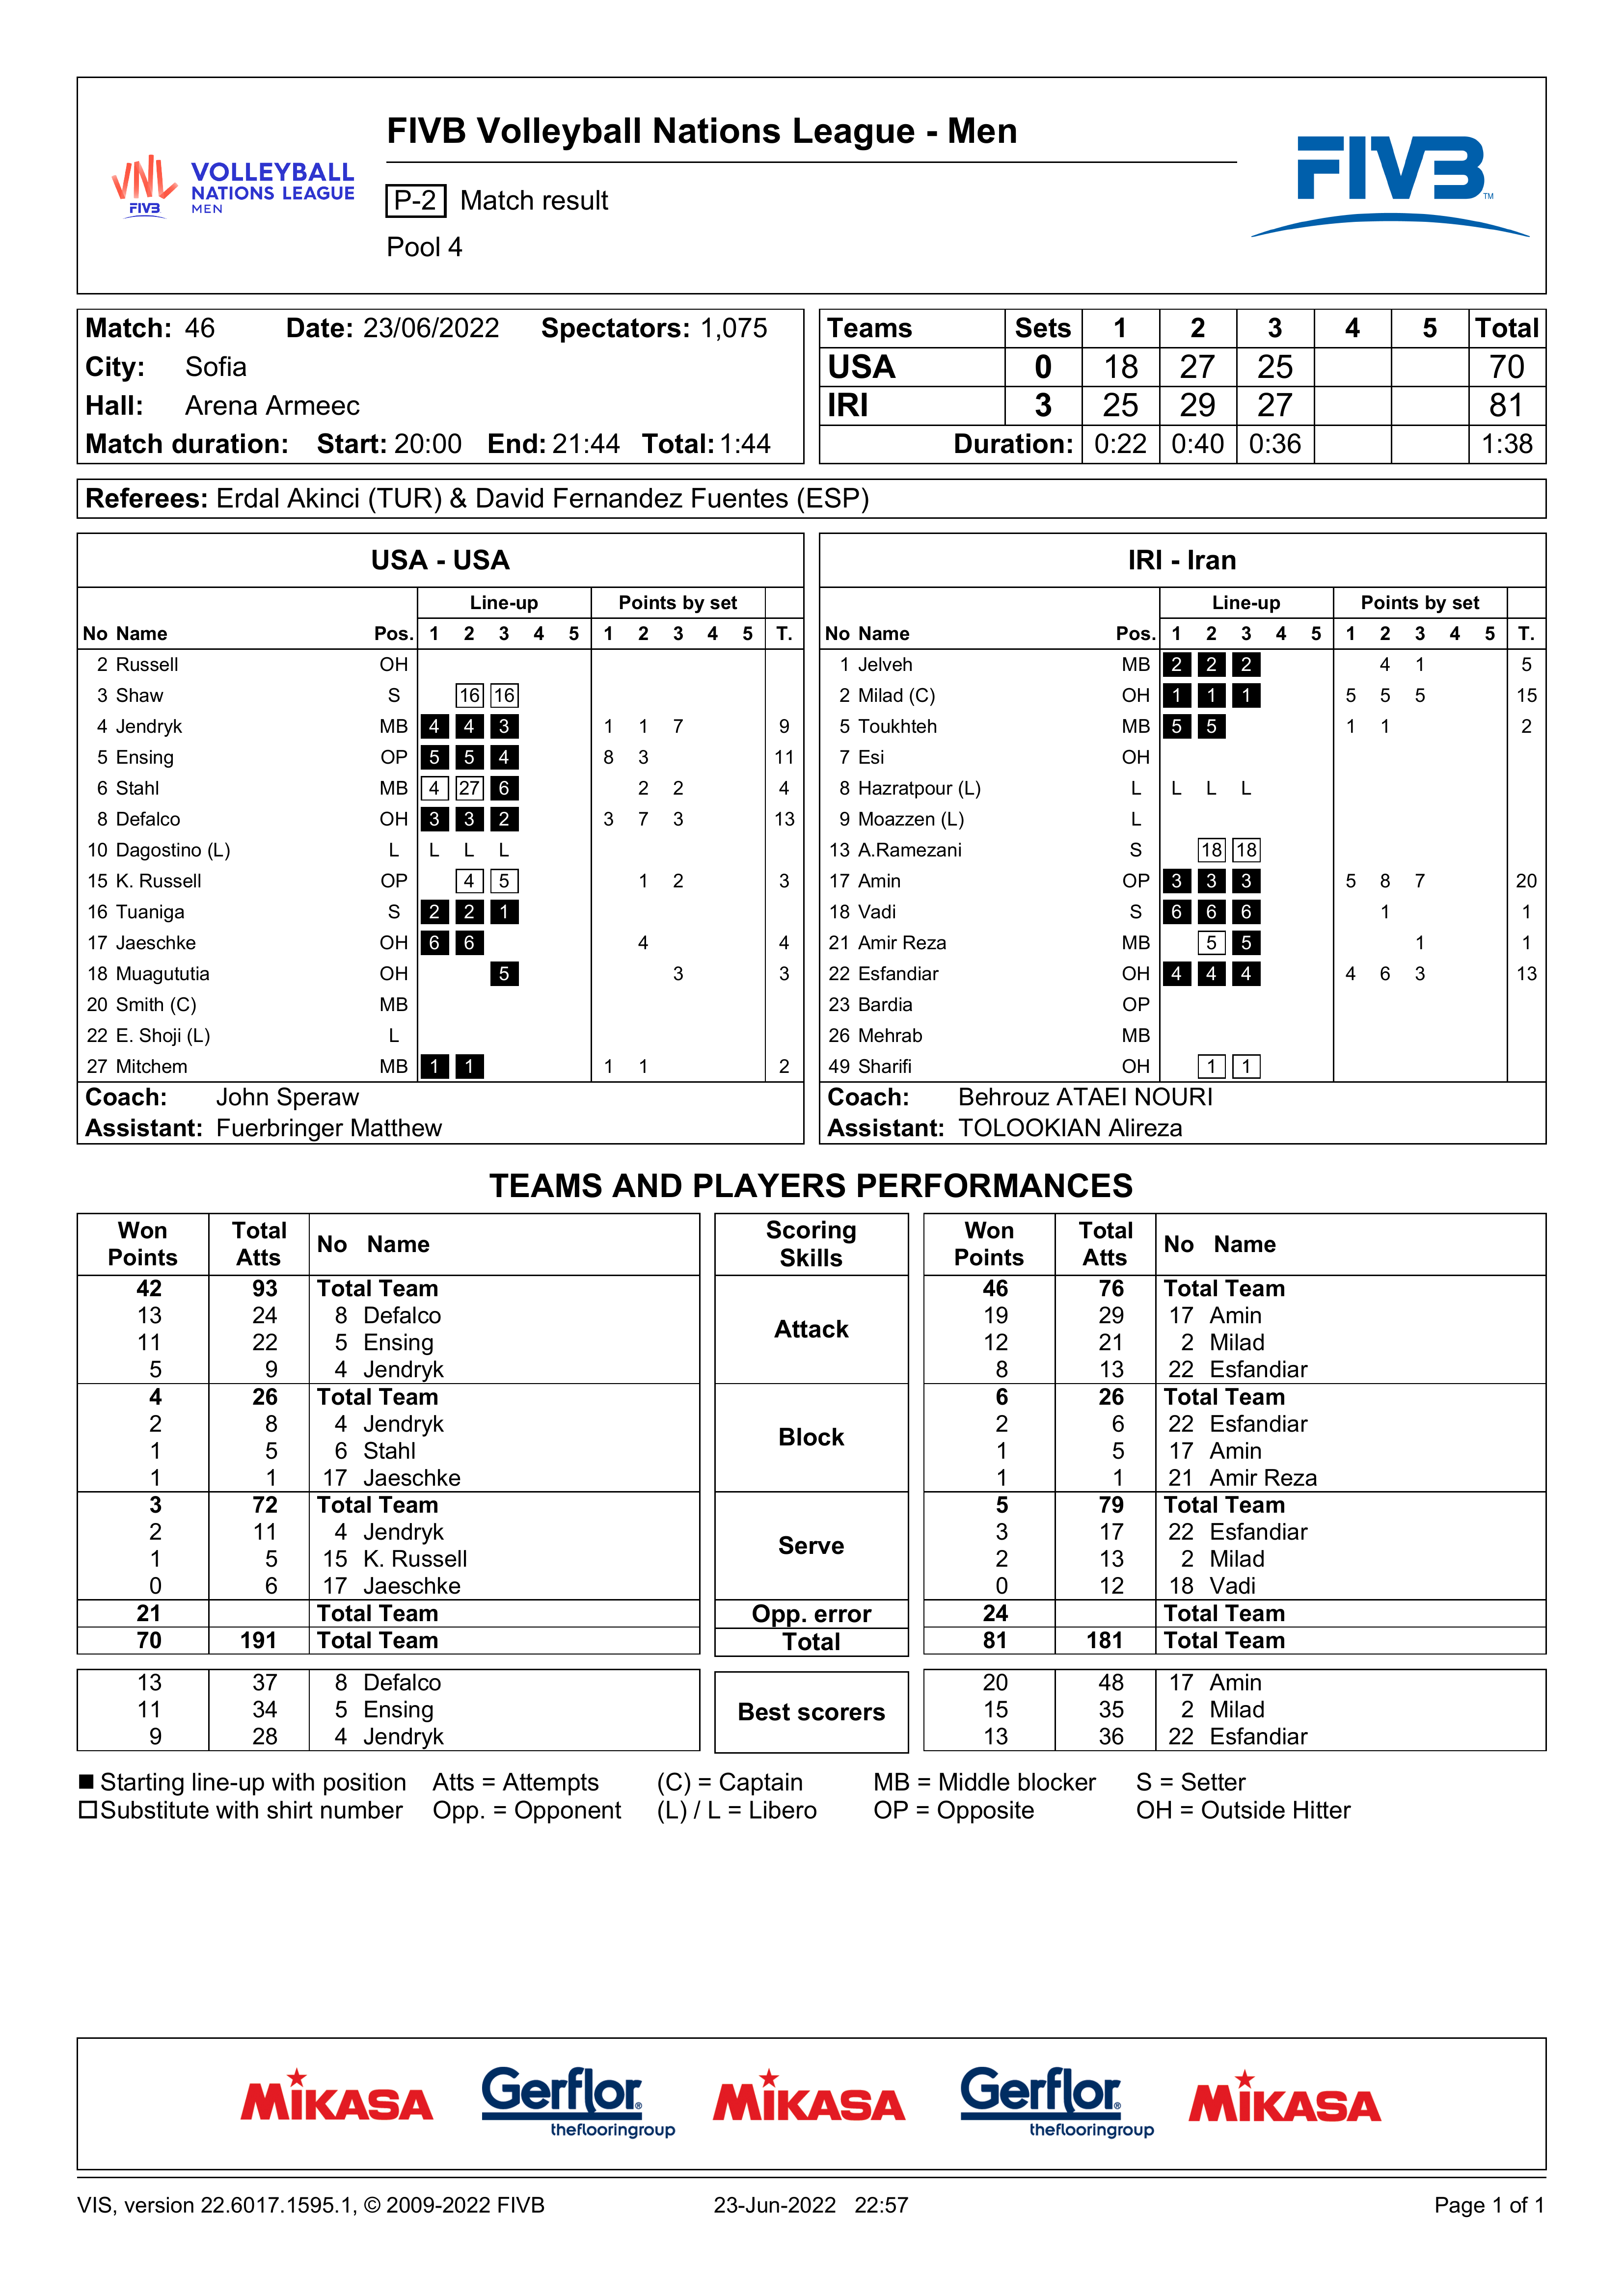 FIVB Volleyball Nations League - Men
VNL FIVB VOLLEYBALL NATIONS LEAGUE MEN
P-2 Match result
Pool 4
FIVB TM
Match: 46 Date: 23/06/2022 Spectators: 1,075
City: Sofia
Hall: Arena Armeec
Match duration: Start: 20:00 End: 21:44 Total: 1:44
Teams Sets 1 2 3 4 5 Total
USA 0 18 27 25 70
IRI 3 25 29 27 81
Duration: 0:22 0:40 0:36 1:38
Referees: Erdal Akinci (TUR) & David Fernandez Fuentes (ESP)
USA - USA
Line-up Points by set
No Name Pos. 1 2 3 4 5 1 2 3 4 5 T.
2 Russell OH
3 Shaw S 16 16
4 Jendryk MB 4 4 3 1 1 7 9
5 Ensing OP 5 5 4 8 3 11
6 Stahl MB 4 27 6 2 2 4
8 Defalco OH 3 3 2 3 7 3 13
10 Dagostino (L) L L L L
15 K. Russell OP 4 5 1 2 3
16 Tuaniga S 2 2 1
17 Jaeschke OH 6 6 4 4
18 Muagututia OH 5 3 3
20 Smith (C) MB
22 E. Shoji (L) L
27 Mitchem MB 1 1 1 1 2
Coach: John Speraw
Assistant: Fuerbringer Matthew
IRI - Iran
Line-up Points by set
No Name Pos. 1 2 3 4 5 1 2 3 4 5 T.
1 Jelveh MB 2 2 2 4 1 5
2 Milad (C) OH 1 1 1 5 5 5 15
5 Toukhteh MB 5 5 1 1 2
7 Esi OH
8 Hazratpour (L) L L L L
9 Moazzen (L) L
13 A.Ramezani S 18 18
17 Amin OP 3 3 3 5 8 7 20
18 Vadi S 6 6 6 1 1
21 Amir Reza MB 5 5 1 1
22 Esfandiar OH 4 4 4 4 6 3 13
23 Bardia OP
26 Mehrab MB
49 Sharifi OH 1 1
Coach: Behrouz ATAEI NOURI
Assistant: TOLOOKIAN Alireza
TEAMS AND PLAYERS PERFORMANCES
Won Points Total Atts No Name Scoring Skills Won Points Total Atts No Name
42 93 Total Team 46 76 Total Team
13 24 8 Defalco Attack 19 29 17 Amin
11 22 5 Ensing 12 21 2 Milad
5 9 4 Jendryk 8 13 22 Esfandiar
4 26 Total Team 6 26 Total Team
2 8 4 Jendryk Block 2 6 22 Esfandiar
1 5 6 Stahl 1 5 17 Amin
1 1 17 Jaeschke 1 1 21 Amir Reza
3 72 Total Team 5 79 Total Team
2 11 4 Jendryk Serve 3 17 22 Esfandiar
1 5 15 K. Russell 2 13 2 Milad
0 6 17 Jaeschke 0 12 18 Vadi
21 Total Team Opp. error 24 Total Team
70 191 Total Team Total 81 181 Total Team
13 37 8 Defalco Best scorers 20 48 17 Amin
11 34 5 Ensing 15 35 2 Milad
9 28 4 Jendryk 13 36 22 Esfandiar
Starting line-up with position Atts = Attempts (C) = Captain MB = Middle blocker S = Setter
Substitute with shirt number Opp. = Opponent (L) / L = Libero OP = Opposite OH = Outside Hitter
MIKASA Gerflor® theflooringgroup MIKASA Gerflor® theflooringgroup MIKASA
VIS, version 22.6017.1595.1, © 2009-2022 FIVB 23-Jun-2022 22:57 Page 1 of 1